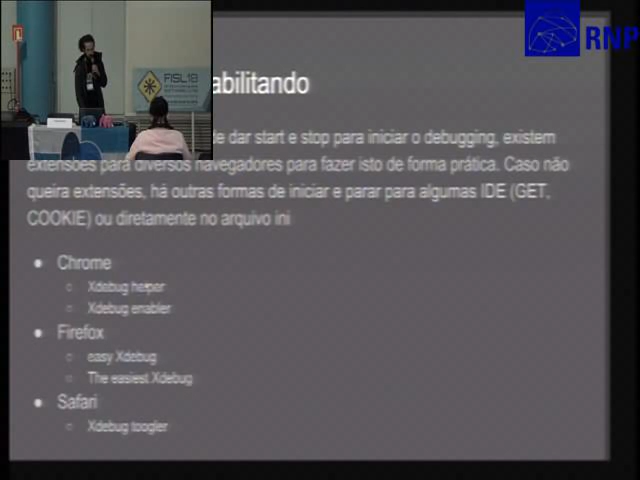 FISL18
RNP
abilitando
de dar start e stop para iniciar o debugging, existem
extensões para diversos navegadores para fazer isto de forma prática. Caso não
queira extensões, há outras formas de iniciar e parar para algumas IDE (GET,
COOKIE) ou diretamente no arquivo ini
● Chrome
○ Xdebug helper
○ Xdebug enabler
● Firefox
○ easy Xdebug
○ The easiest Xdebug
● Safari
○ Xdebug toogler